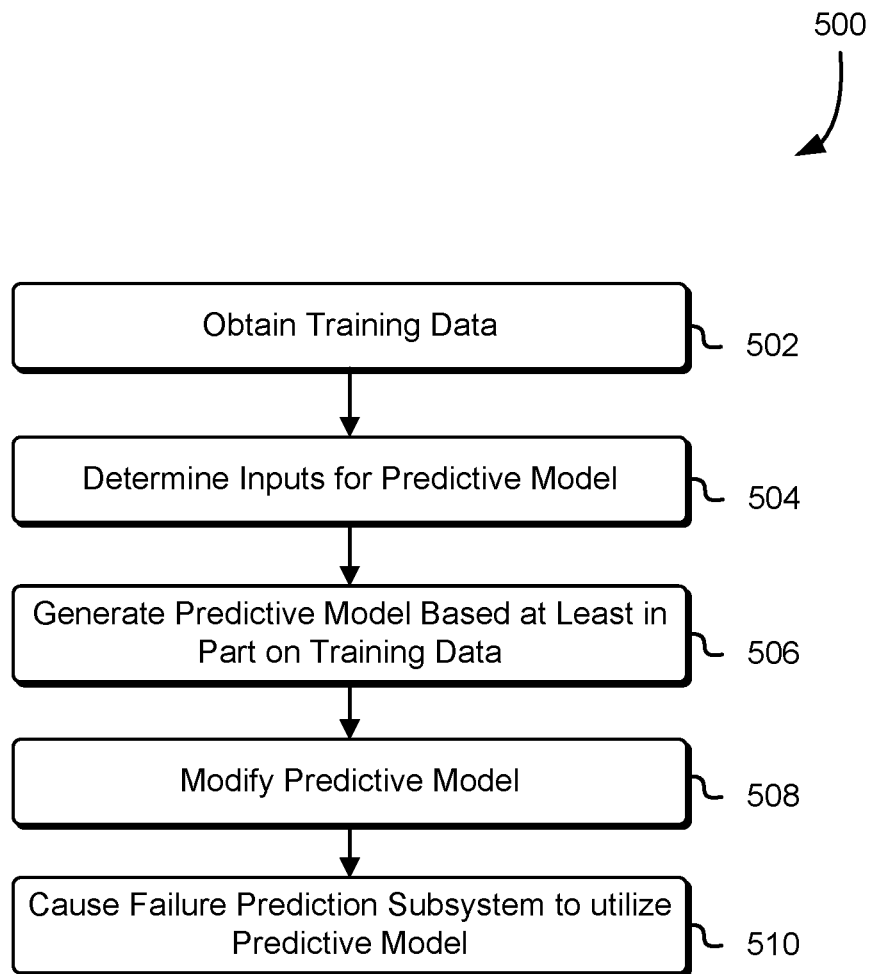 500
Obtain Training Data
502
Determine Inputs for Predictive Model
504
Generate Predictive Model Based at Least in
Part on Training Data
506
Modify Predictive Model
508
Cause Failure Prediction Subsystem to utilize
Predictive Model
510